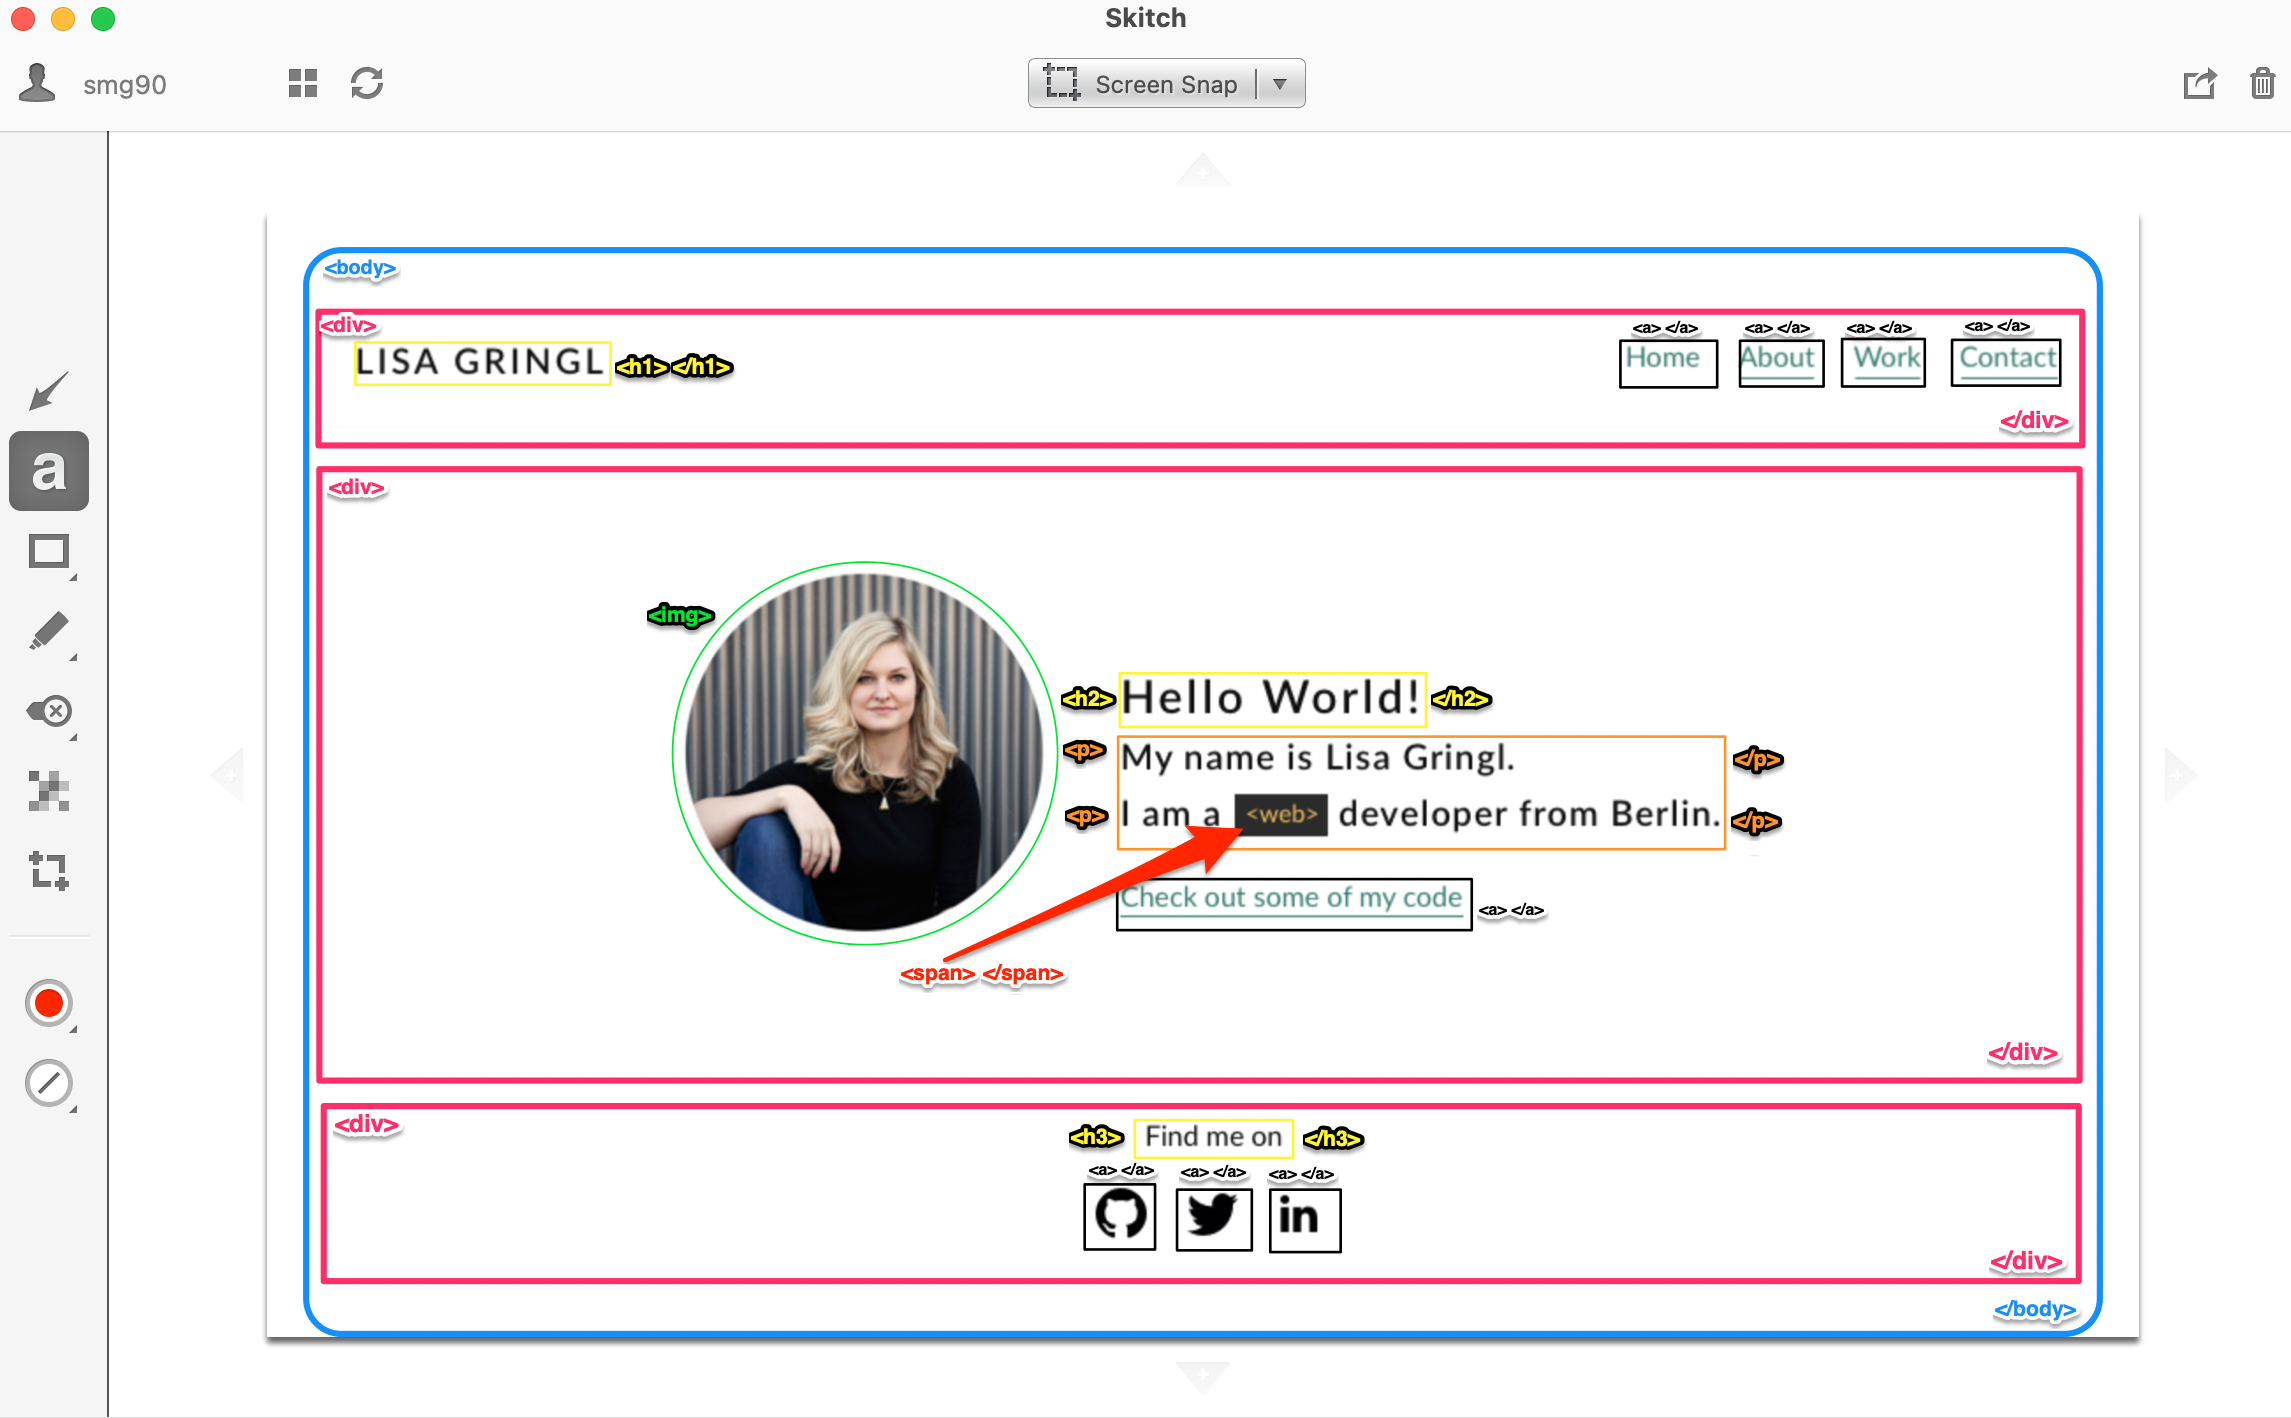 Skitch
smg90
Screen Snap
<body>
<div>
<a> </a> <a> </a> <a> </a> <a> </a>
LISA GRINGL <h1> </h1> Home About Work Contact
</div>
<div>
<img>
<h2> Hello World! </h2>
<p> My name is Lisa Gringl. </p>
<p> I am a <web> developer from Berlin. </p>
Check out some of my code <a> </a>
<span> </span>
</div>
<div>
<h3> Find me on </h3>
<a> </a> <a> </a> <a> </a>
in
</div>
</body>
a